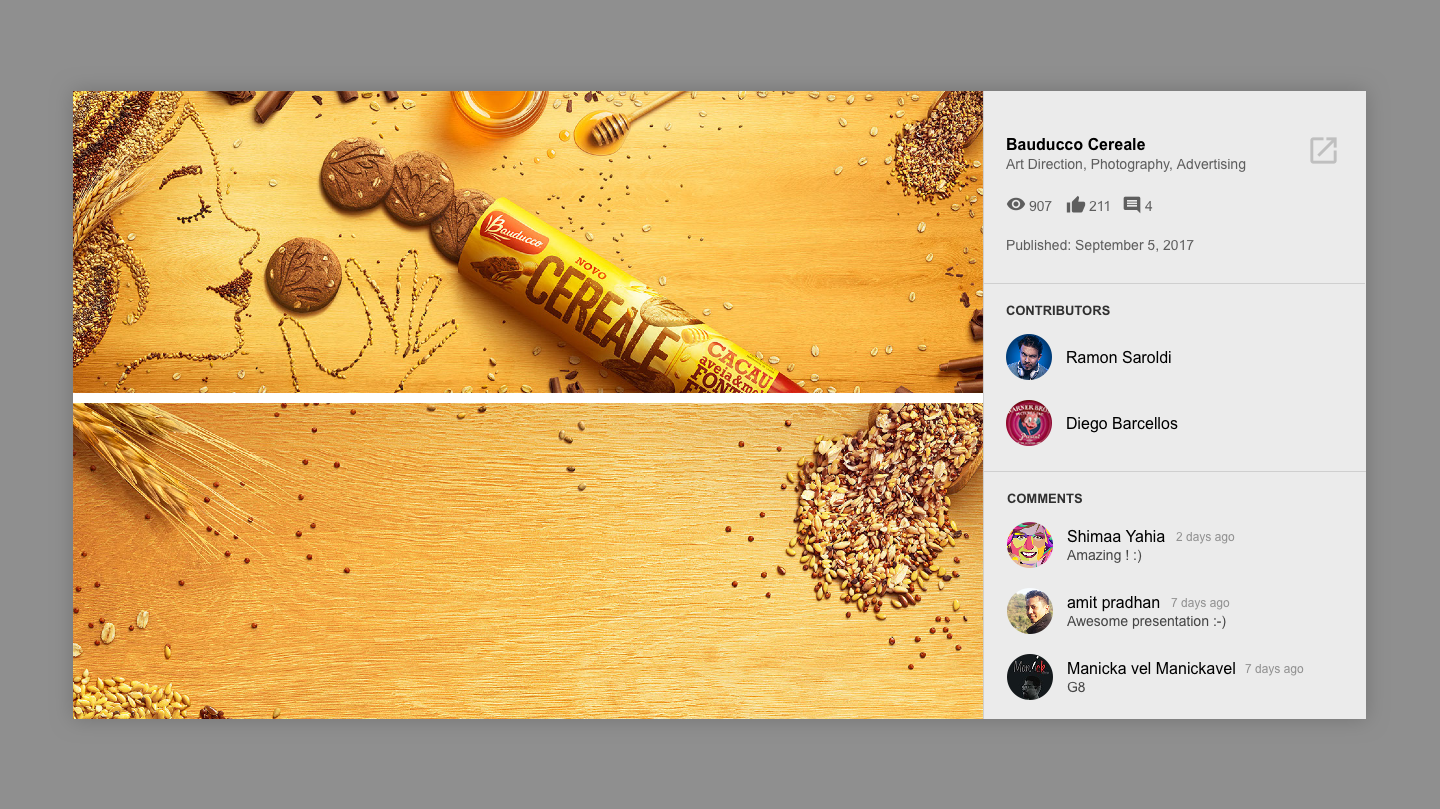 Bauducco
NOVO
CEREALE
CACAU
aveia&me
FONT
Bauducco Cereale
Art Direction, Photography, Advertising
907 211 4
Published: September 5, 2017
CONTRIBUTORS
Ramon Saroldi
Diego Barcellos
COMMENTS
Shimaa Yahia 2 days ago
Amazing ! :)
amit pradhan 7 days ago
Awesome presentation :-)
Manicka vel Manickavel 7 days ago
G8